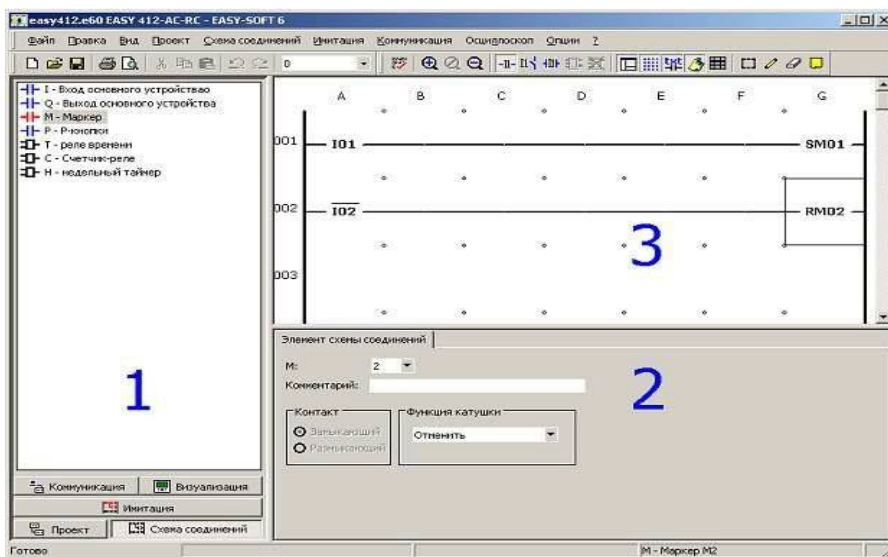 easy412.e60 EASY 412-AC-RC - EASY-SOFT 6
Файл Правка Вид Проект Схема соединений Имитация Коммуникация Осциллоскоп Опции ?
0
I - Вход основного устройствао
Q - Выход основного устройства
M - Маркер
P - Р-кнопки
T - реле времени
C - Счетчик-реле
H - недельный таймер
A B C D E F G
001 I01 SM01
002 I02 RM02
003
1
2
3
Элемент схемы соединений
M: 2
Комментарий:
Контакт
Замыкающий
Размыкающий
Функция катушки
Отменить
Коммуникация Визуализация
Имитация
Проект Схема соединений
Готово
M - Маркер M2